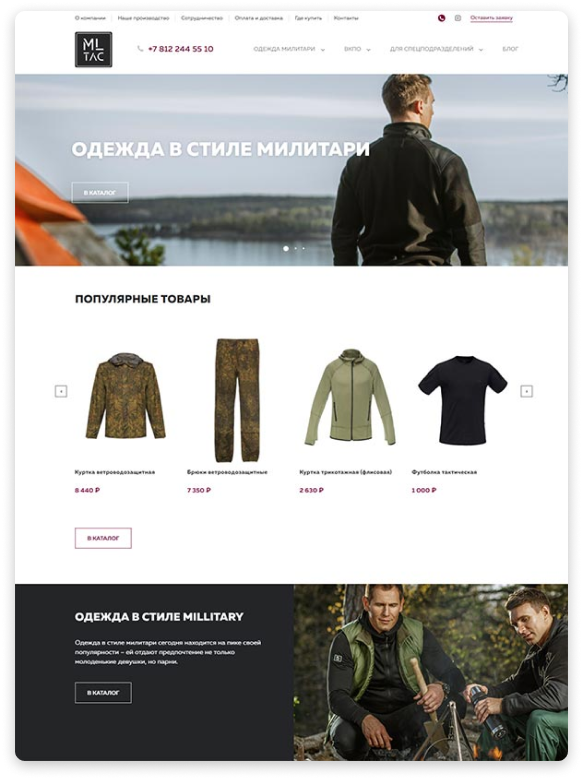 О компании
Наше производство
Сотрудничество
Оплата и доставка
Где купить
Контакты
Оставить заявку
ML
TAC
+7 812 244 55 10
ОДЕЖДА МИЛИТАРИ
ВКПО
ДЛЯ СПЕЦПОДРАЗДЕЛЕНИЙ
БЛОГ
ОДЕЖДА В СТИЛЕ МИЛИТАРИ
В КАТАЛОГ
ПОПУЛЯРНЫЕ ТОВАРЫ
Куртка ветроводозащитная
8 440 ₽
Брюки ветроводозащитные
7 350 ₽
Куртка трикотажная (флисовая)
2 630 ₽
Футболка тактическая
1 000 ₽
В КАТАЛОГ
ОДЕЖДА В СТИЛЕ MILLITARY
Одежда в стиле милитари сегодня находится на пике своей
популярности – ей отдают предпочтение не только
молоденькие девушки, но парни.
В КАТАЛОГ